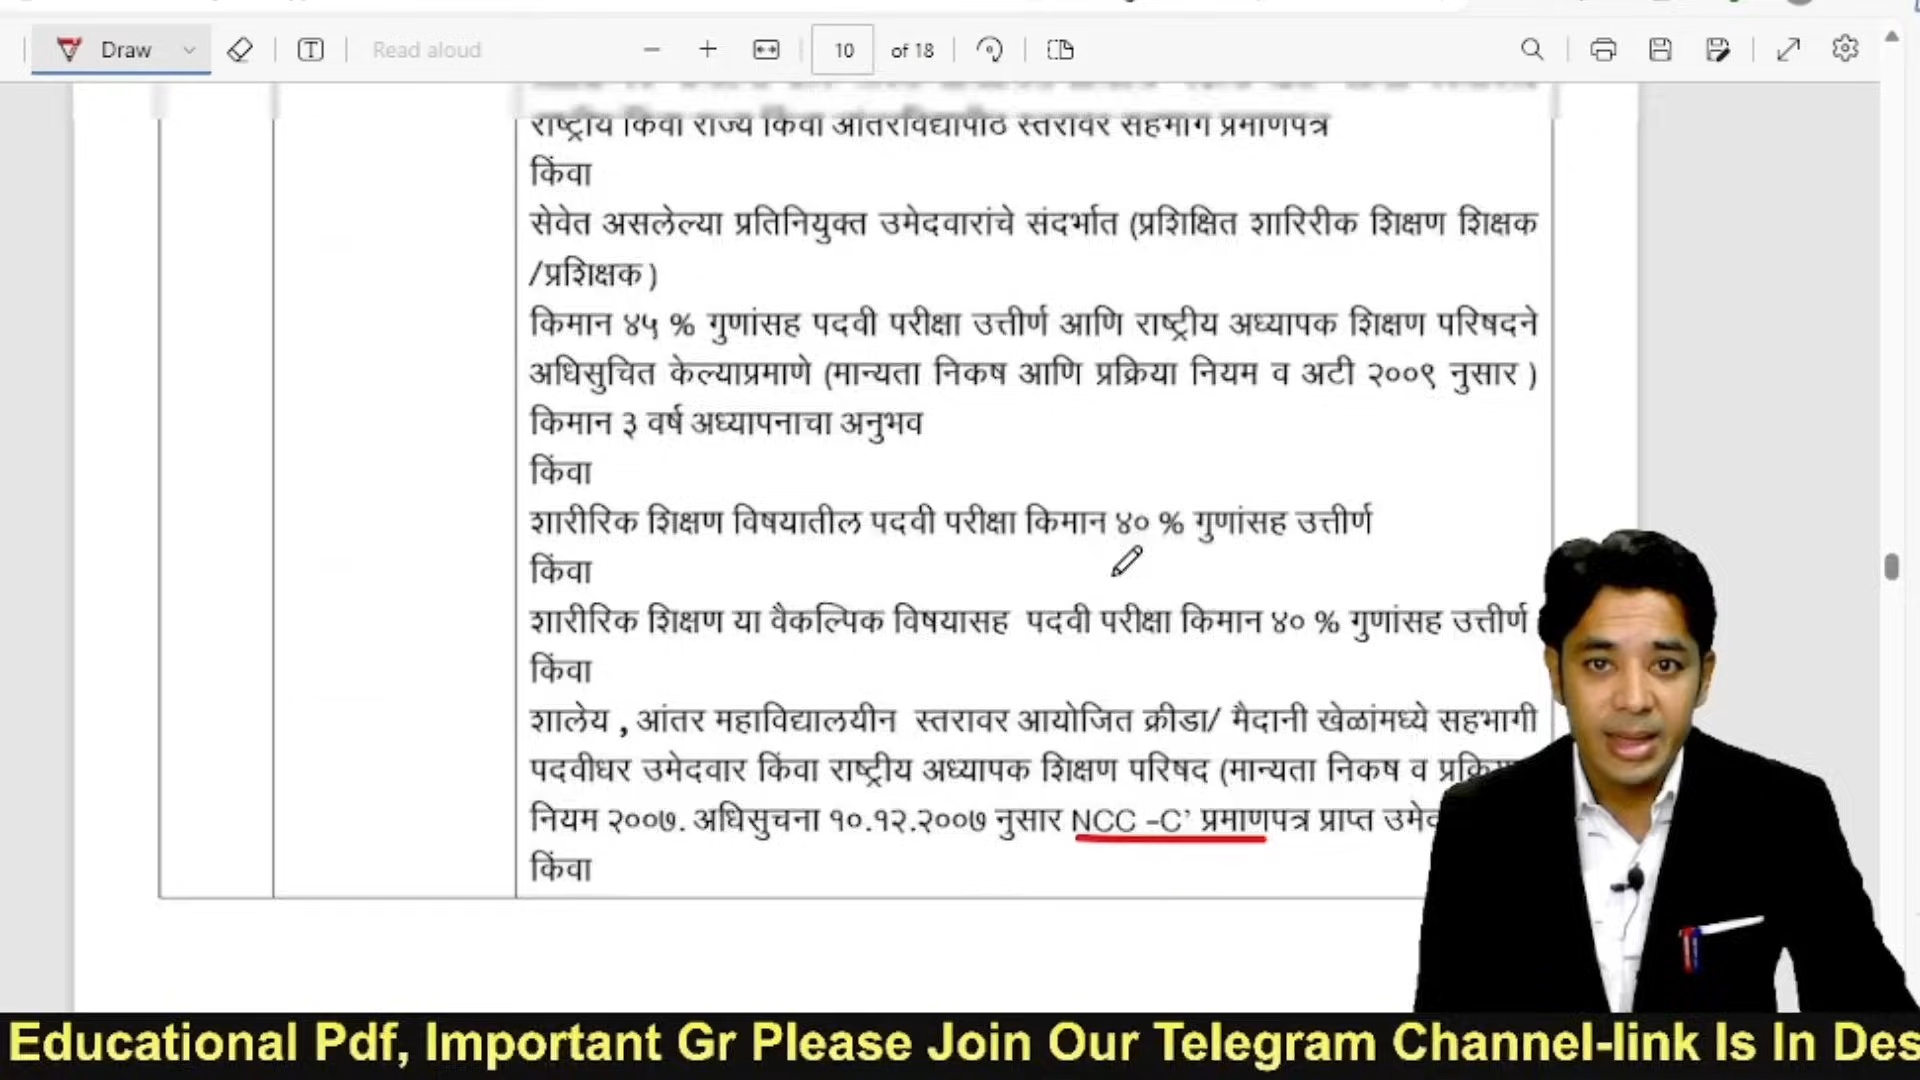 Draw
Read aloud
10 of 18
राष्ट्रीय किंवा राज्य किंवा आंतरविद्यापीठ स्तरावर सहभाग प्रमाणपत्र
किंवा
सेवेत असलेल्या प्रतिनियुक्त उमेदवारांचे संदर्भात (प्रशिक्षित शारिरीक शिक्षण शिक्षक
/प्रशिक्षक )
किमान ४५ % गुणांसह पदवी परीक्षा उत्तीर्ण आणि राष्ट्रीय अध्यापक शिक्षण परिषदने
अधिसुचित केल्याप्रमाणे (मान्यता निकष आणि प्रक्रिया नियम व अटी २००९ नुसार )
किमान ३ वर्ष अध्यापनाचा अनुभव
किंवा
शारीरिक शिक्षण विषयातील पदवी परीक्षा किमान ४० % गुणांसह उत्तीर्ण
किंवा
शारीरिक शिक्षण या वैकल्पिक विषयासह पदवी परीक्षा किमान ४० % गुणांसह उत्तीर्ण
किंवा
शालेय , आंतर महाविद्यालयीन स्तरावर आयोजित क्रीडा/ मैदानी खेळांमध्ये सहभागी
पदवीधर उमेदवार किंवा राष्ट्रीय अध्यापक शिक्षण परिषद (मान्यता निकष व
नियम २००७. अधिसुचना १०.१२.२००७ नुसार NCC -C' प्रमाणपत्र प्राप्त
किंवा
Educational Pdf, Important Gr Please Join Our Telegram Channel-link Is In Des